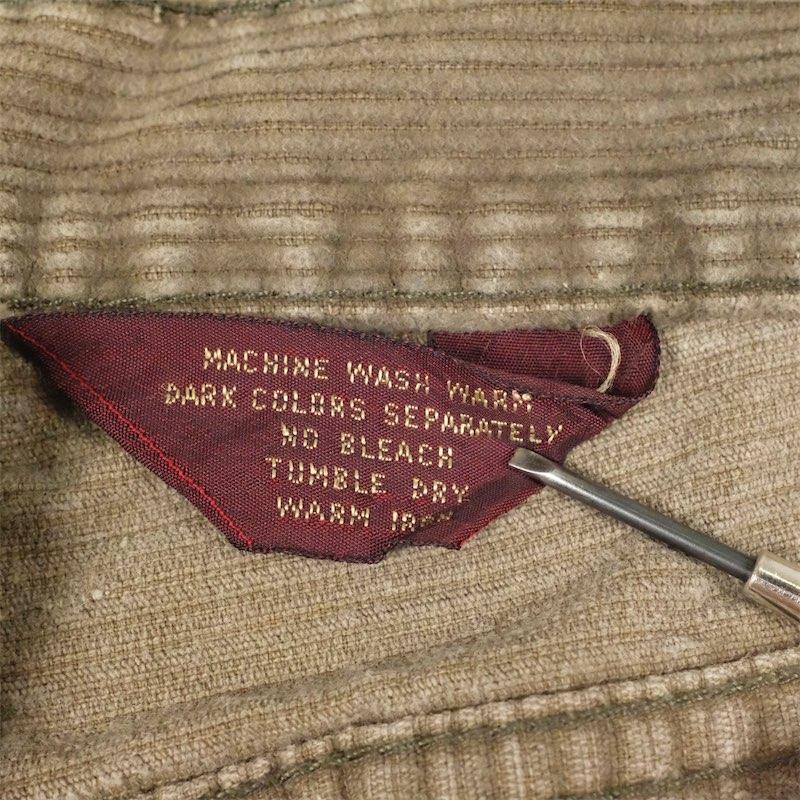 MACHINE WASH WARM
DARK COLORS SEPARATELY
NO BLEACH
TUMBLE DRY
WARM